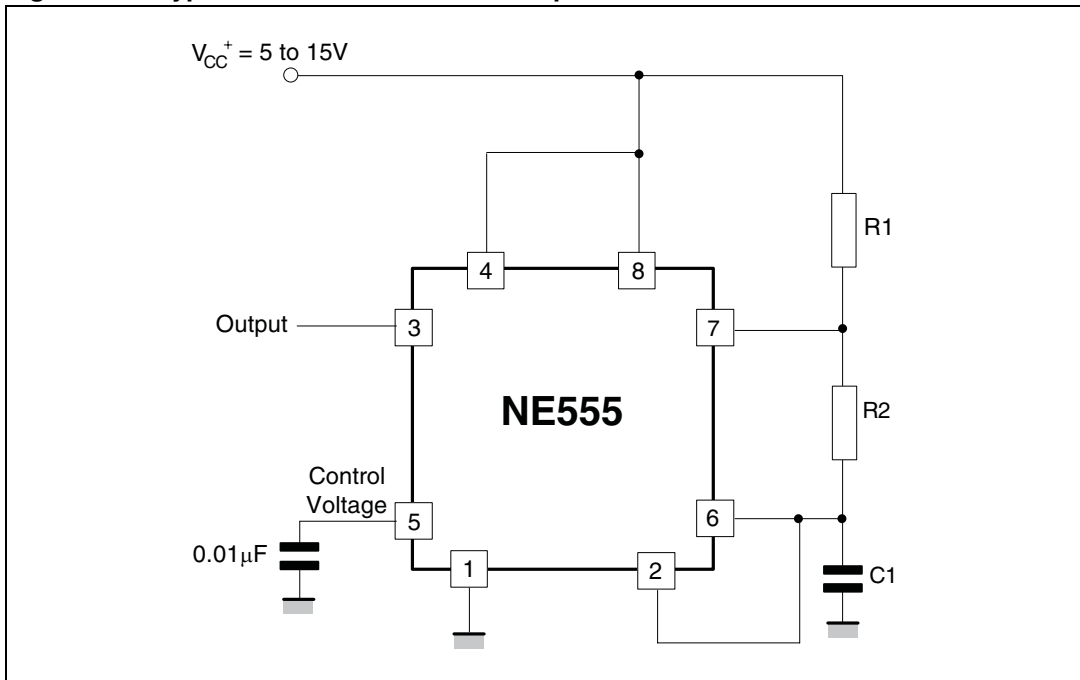 V_CC^+ = 5 to 15V
R1
4
8
Output
3
7
NE555
R2
Control
Voltage
5
6
0.01μF
1
2
C1